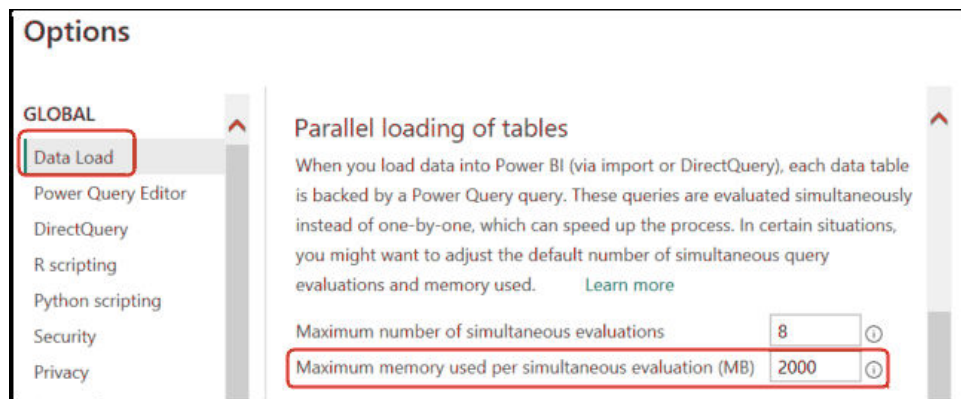 Options
GLOBAL
Data Load
Power Query Editor
DirectQuery
R scripting
Python scripting
Security
Privacy
Parallel loading of tables
When you load data into Power BI (via import or DirectQuery), each data table
is backed by a Power Query query. These queries are evaluated simultaneously
instead of one-by-one, which can speed up the process. In certain situations,
you might want to adjust the default number of simultaneous query
evaluations and memory used. Learn more
Maximum number of simultaneous evaluations 8
Maximum memory used per simultaneous evaluation (MB) 2000